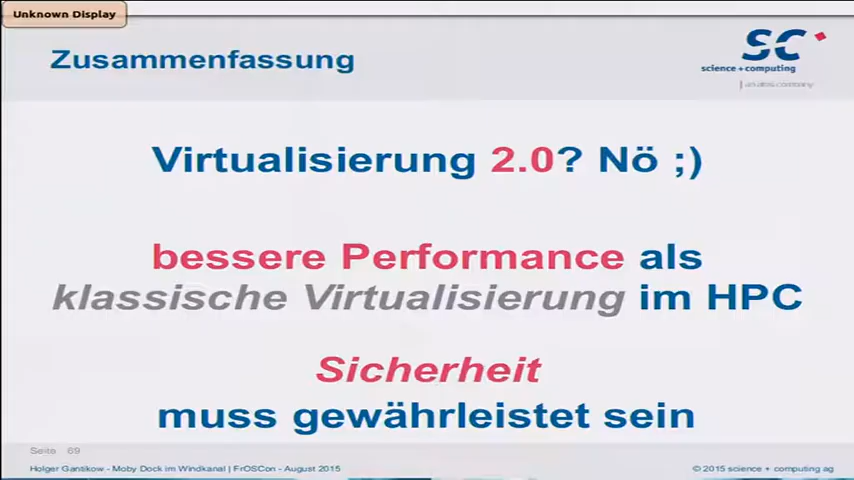 Unknown Display
Zusammenfassung
SC
science + computing
| an atos company
Virtualisierung 2.0? Nö ;)
bessere Performance als
klassische Virtualisierung im HPC
Sicherheit
muss gewährleistet sein
Seite 69
Holger Gantikow - Moby Dock im Windkanal | FrOSCon - August 2015
© 2015 science + computing ag